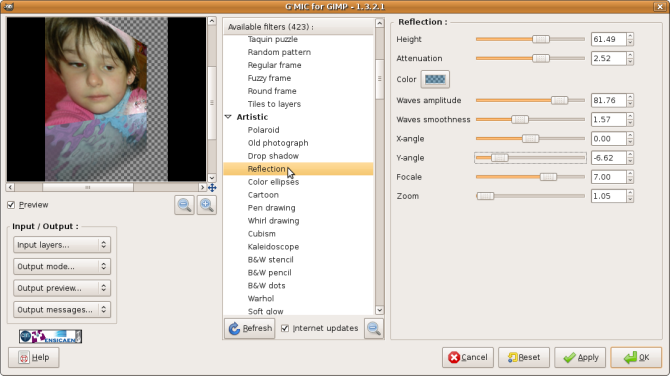 G'MIC for GIMP - 1.3.2.1
Preview
Input / Output :
Input layers...
Output mode...
Output preview...
Output messages...
ENSICAEN
Help
Available filters (423) :
Taquin puzzle
Random pattern
Regular frame
Fuzzy frame
Round frame
Tiles to layers
Artistic
Polaroid
Old photograph
Drop shadow
Reflection
Color ellipses
Cartoon
Pen drawing
Whirl drawing
Cubism
Kaleidoscope
B&W stencil
B&W pencil
B&W dots
Warhol
Soft glow
Refresh
Internet updates
Reflection :
Height 61.49
Attenuation 2.52
Color
Waves amplitude 81.76
Waves smoothness 1.57
X-angle 0.00
Y-angle -6.62
Focale 7.00
Zoom 1.05
Cancel
Reset
Apply
OK